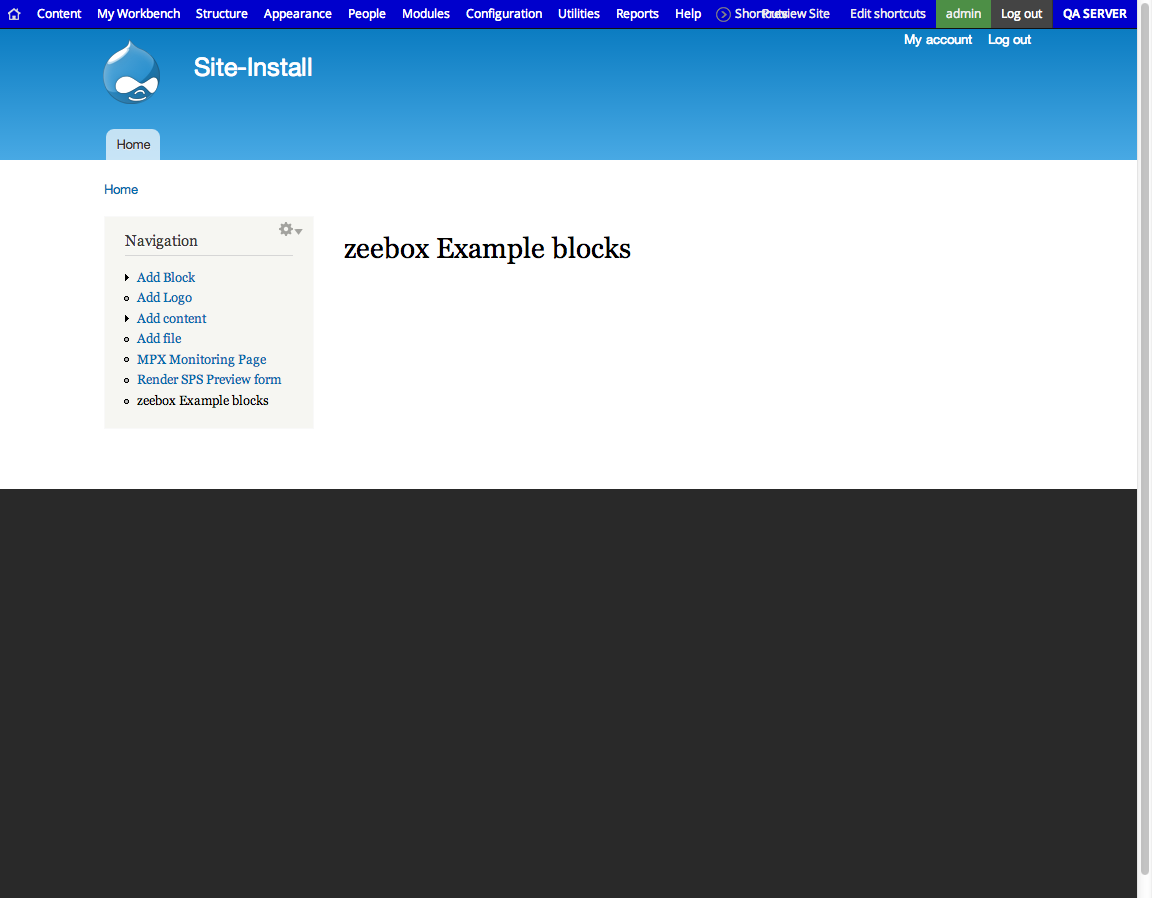 Content My Workbench Structure Appearance People Modules Configuration Utilities Reports Help Shortcuts Preview Site Edit shortcuts admin Log out QA SERVER
My account Log out
Site-Install
Home
Home
Navigation
Add Block
Add Logo
Add content
Add file
MPX Monitoring Page
Render SPS Preview form
zeebox Example blocks
zeebox Example blocks